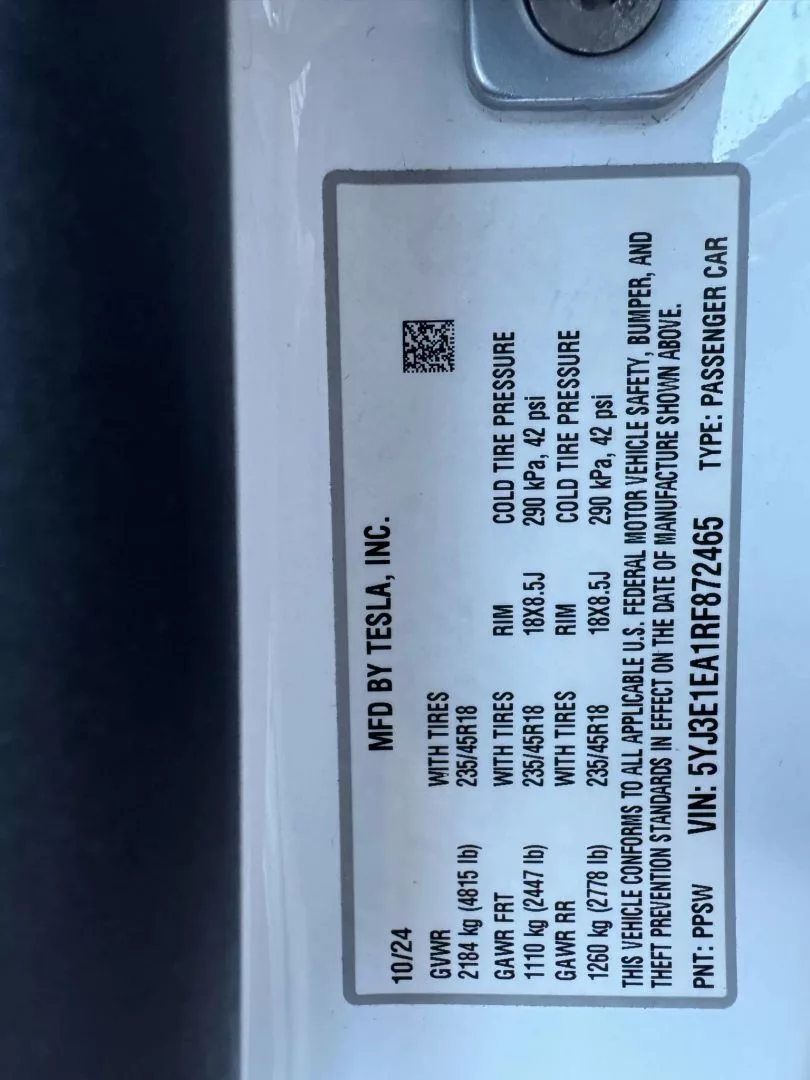 MFD BY TESLA, INC.
10/24
GVWR WITH TIRES
2184 kg (4815 lb) 235/45R18
GAWR FRT WITH TIRES RIM COLD TIRE PRESSURE
1110 kg (2447 lb) 235/45R18 18X8.5J 290 kPa, 42 psi
GAWR RR WITH TIRES RIM COLD TIRE PRESSURE
1260 kg (2778 lb) 235/45R18 18X8.5J 290 kPa, 42 psi
THIS VEHICLE CONFORMS TO ALL APPLICABLE U.S. FEDERAL MOTOR VEHICLE SAFETY, BUMPER, AND
THEFT PREVENTION STANDARDS IN EFFECT ON THE DATE OF MANUFACTURE SHOWN ABOVE.
PNT: PPSW VIN: 5YJ3E1EA1RF872465 TYPE: PASSENGER CAR